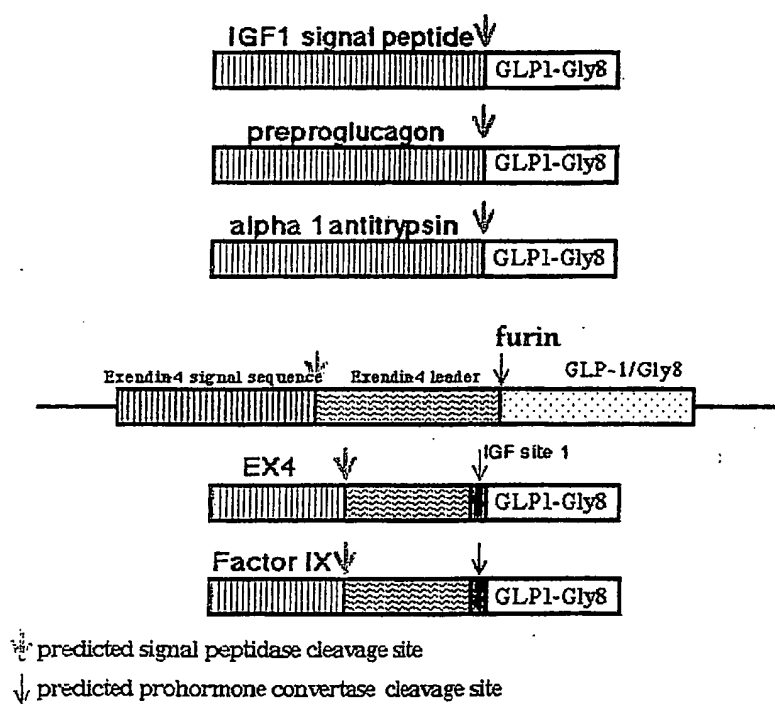 IGF1 signal peptide
GLP1-Gly8
preproglucagon
GLP1-Gly8
alpha 1 antitrypsin
GLP1-Gly8
furin
Exendin4 signal sequence Exendin4 leader GLP-1/Gly8
EX4 IGF site 1
GLP1-Gly8
Factor IX
GLP1-Gly8
predicted signal peptidase cleavage site
predicted prohormone convertase cleavage site